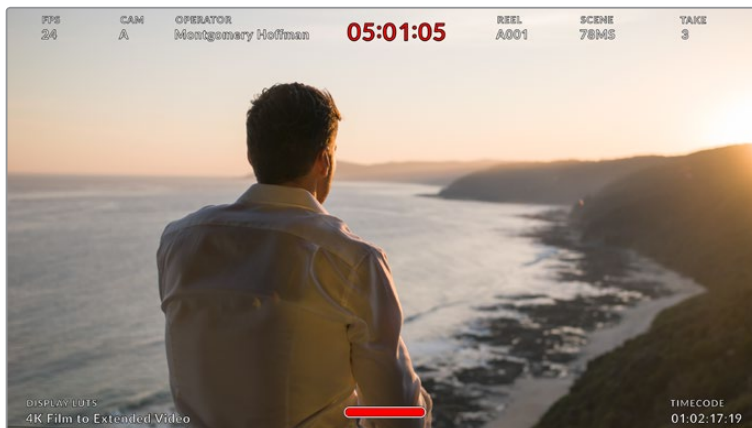 FPS CAM OPERATOR 05:01:05 REEL SCENE TAKE
24 A Montgomery Hoffman A001 78MS 3
DISPLAY LUTS TIMECODE
4K Film to Extended Video 01:02:17:19